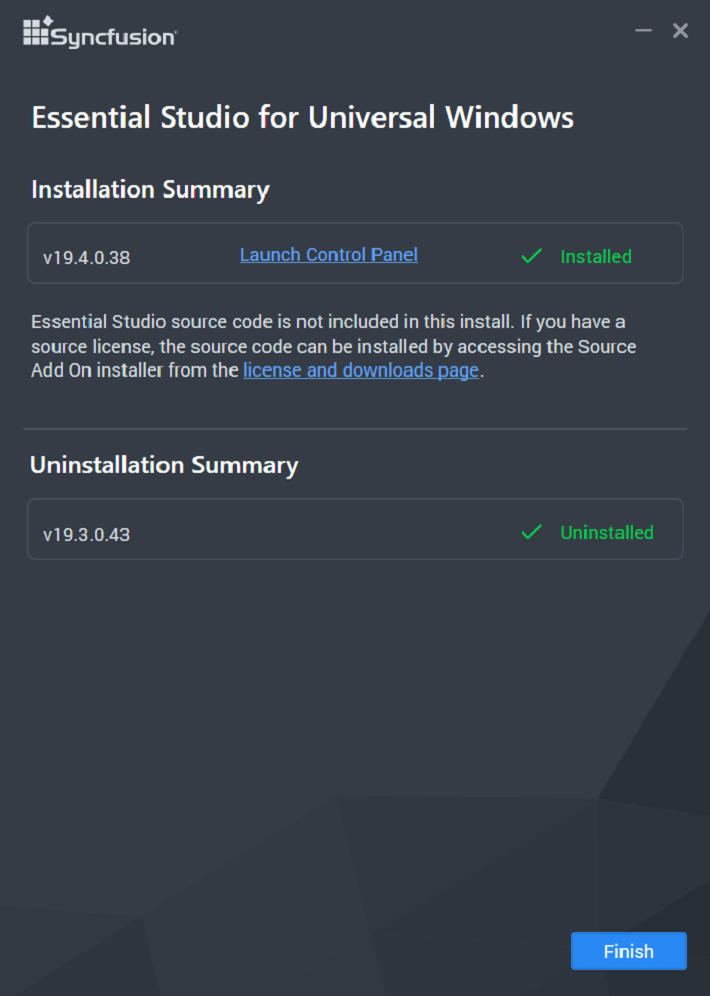 Syncfusion
Essential Studio for Universal Windows
Installation Summary
v19.4.0.38 Launch Control Panel Installed
Essential Studio source code is not included in this install. If you have a
source license, the source code can be installed by accessing the Source
Add On installer from the license and downloads page.
Uninstallation Summary
v19.3.0.43 Uninstalled
Finish